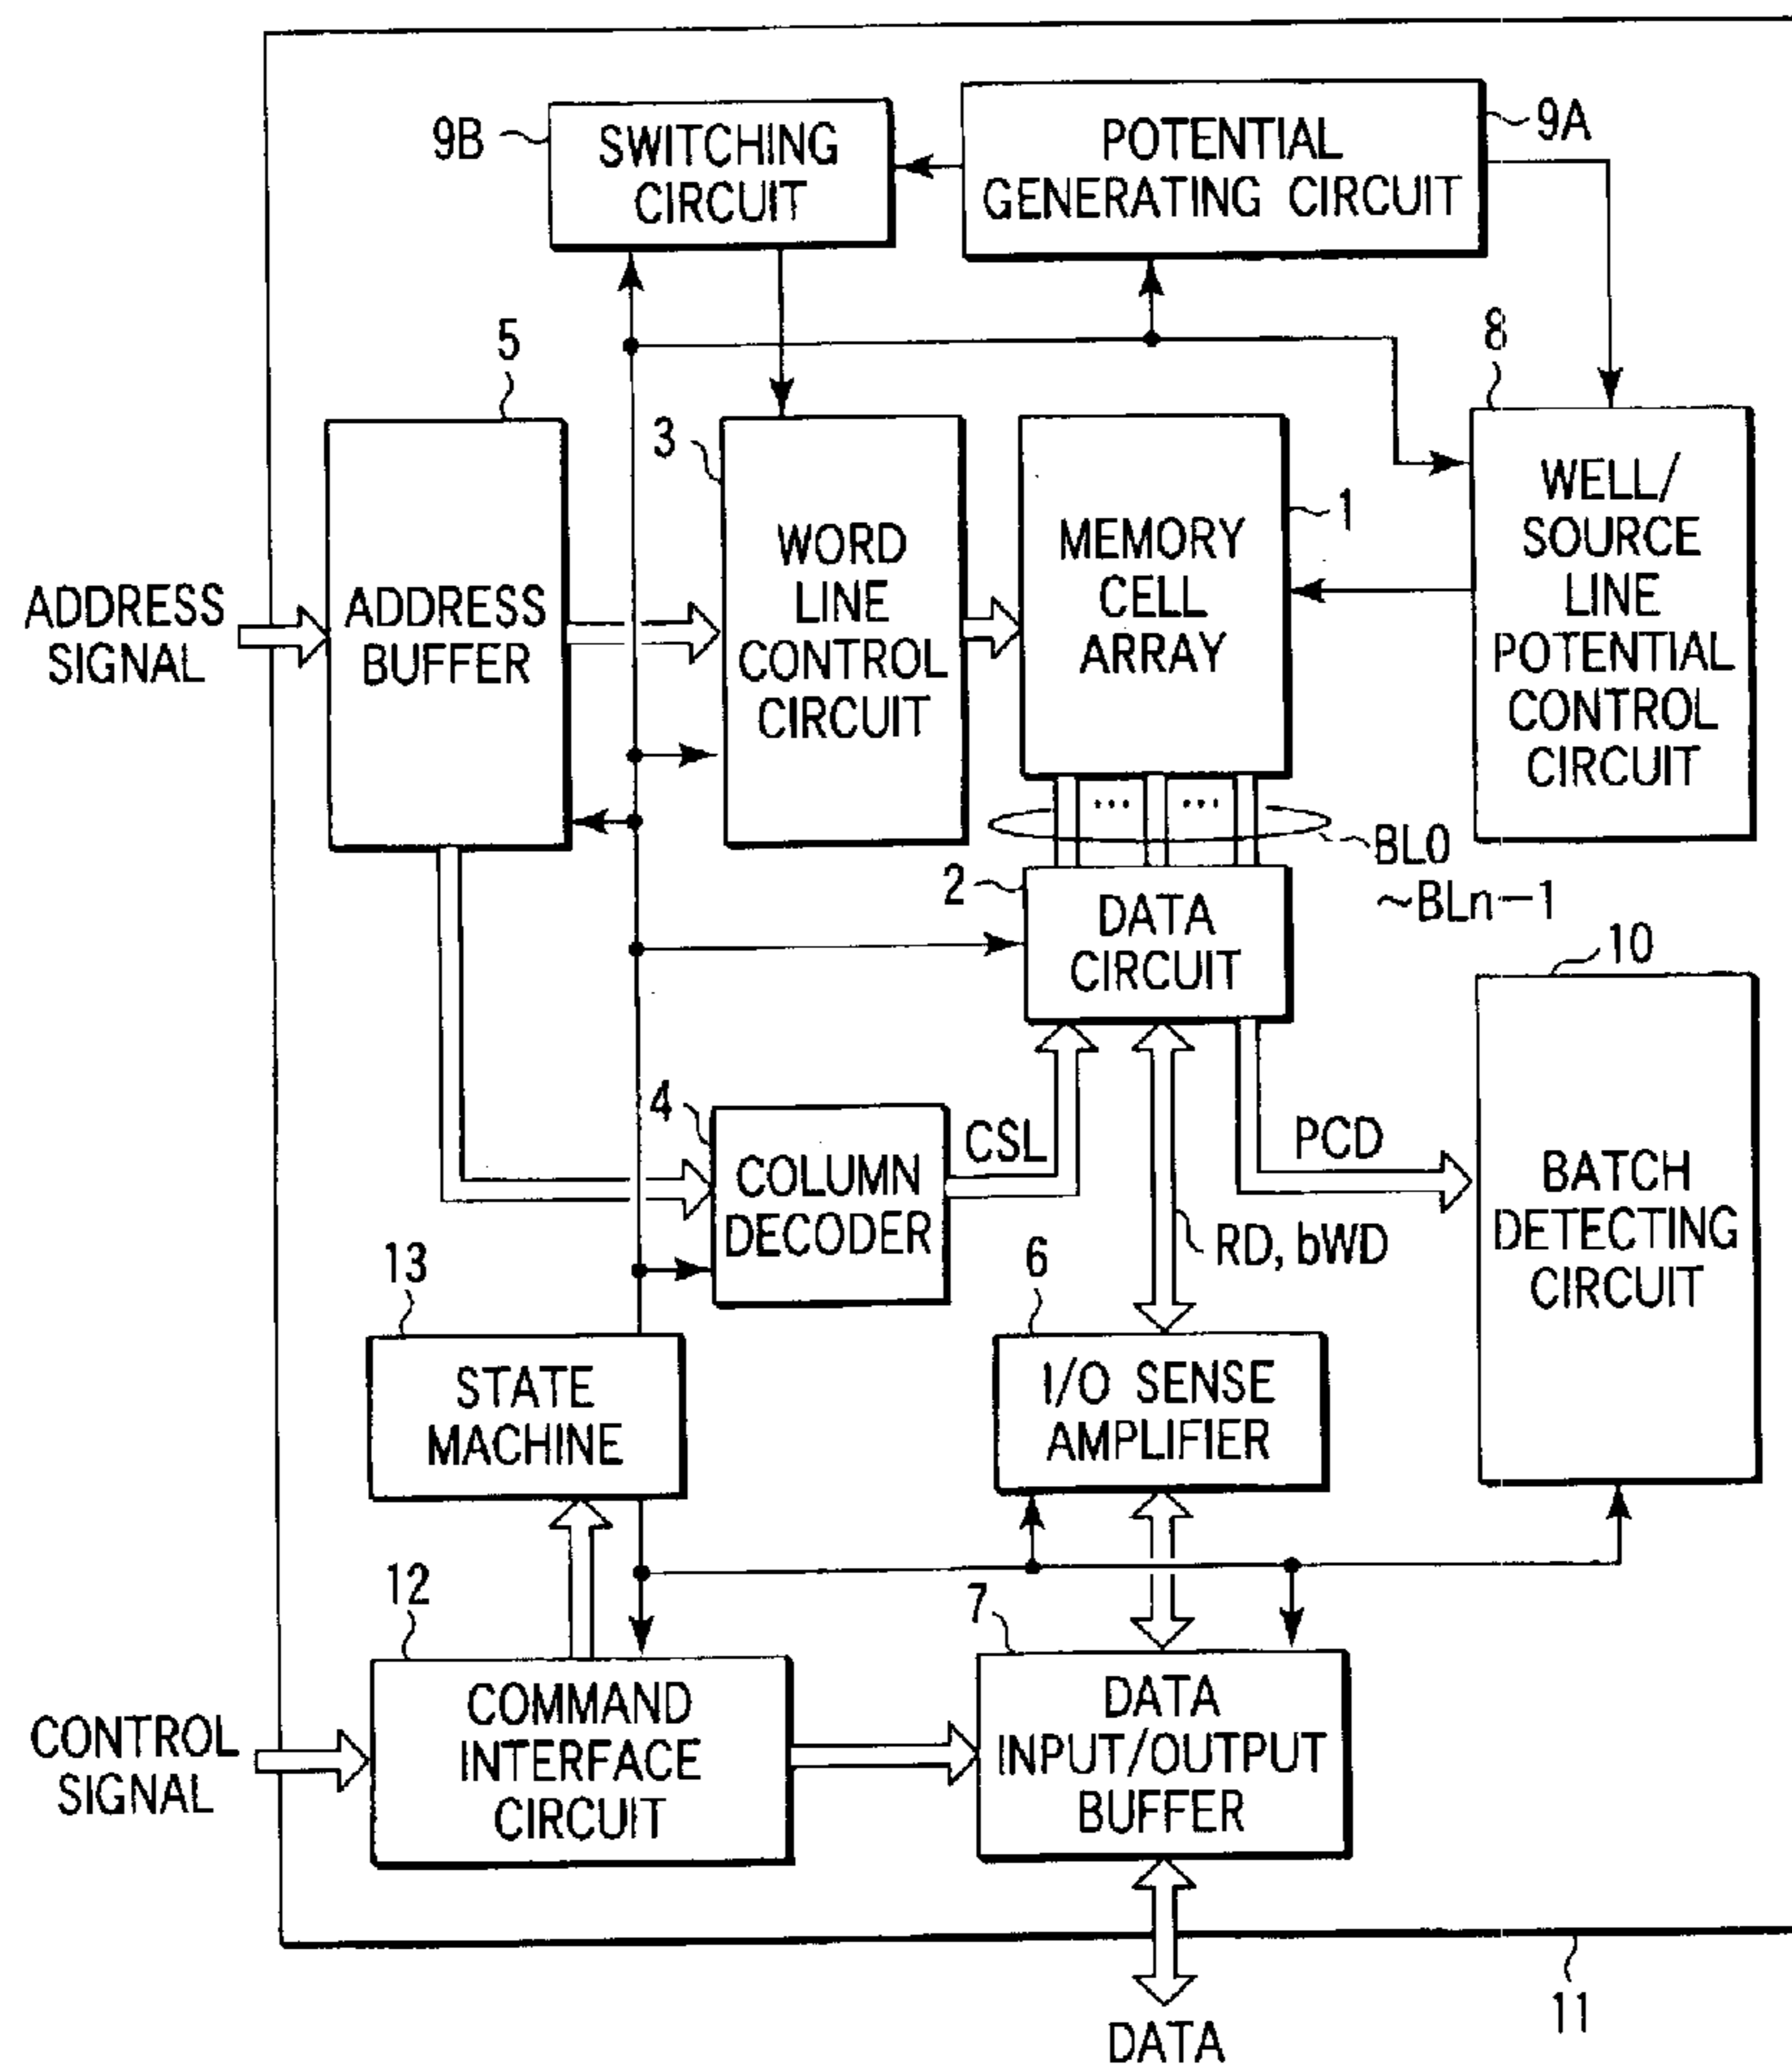 9B
SWITCHING
CIRCUIT
POTENTIAL
GENERATING CIRCUIT
9A
5
ADDRESS
SIGNAL
ADDRESS
BUFFER
3
WORD
LINE
CONTROL
CIRCUIT
MEMORY
CELL
ARRAY
1
8
WELL/
SOURCE
LINE
POTENTIAL
CONTROL
CIRCUIT
... ...
BL0
~BLn-1
2
DATA
CIRCUIT
10
BATCH
DETECTING
CIRCUIT
4
COLUMN
DECODER
CSL
PCD
RD, bWD
13
STATE
MACHINE
6
I/O SENSE
AMPLIFIER
12
COMMAND
INTERFACE
CIRCUIT
CONTROL
SIGNAL
7
DATA
INPUT/OUTPUT
BUFFER
DATA
11